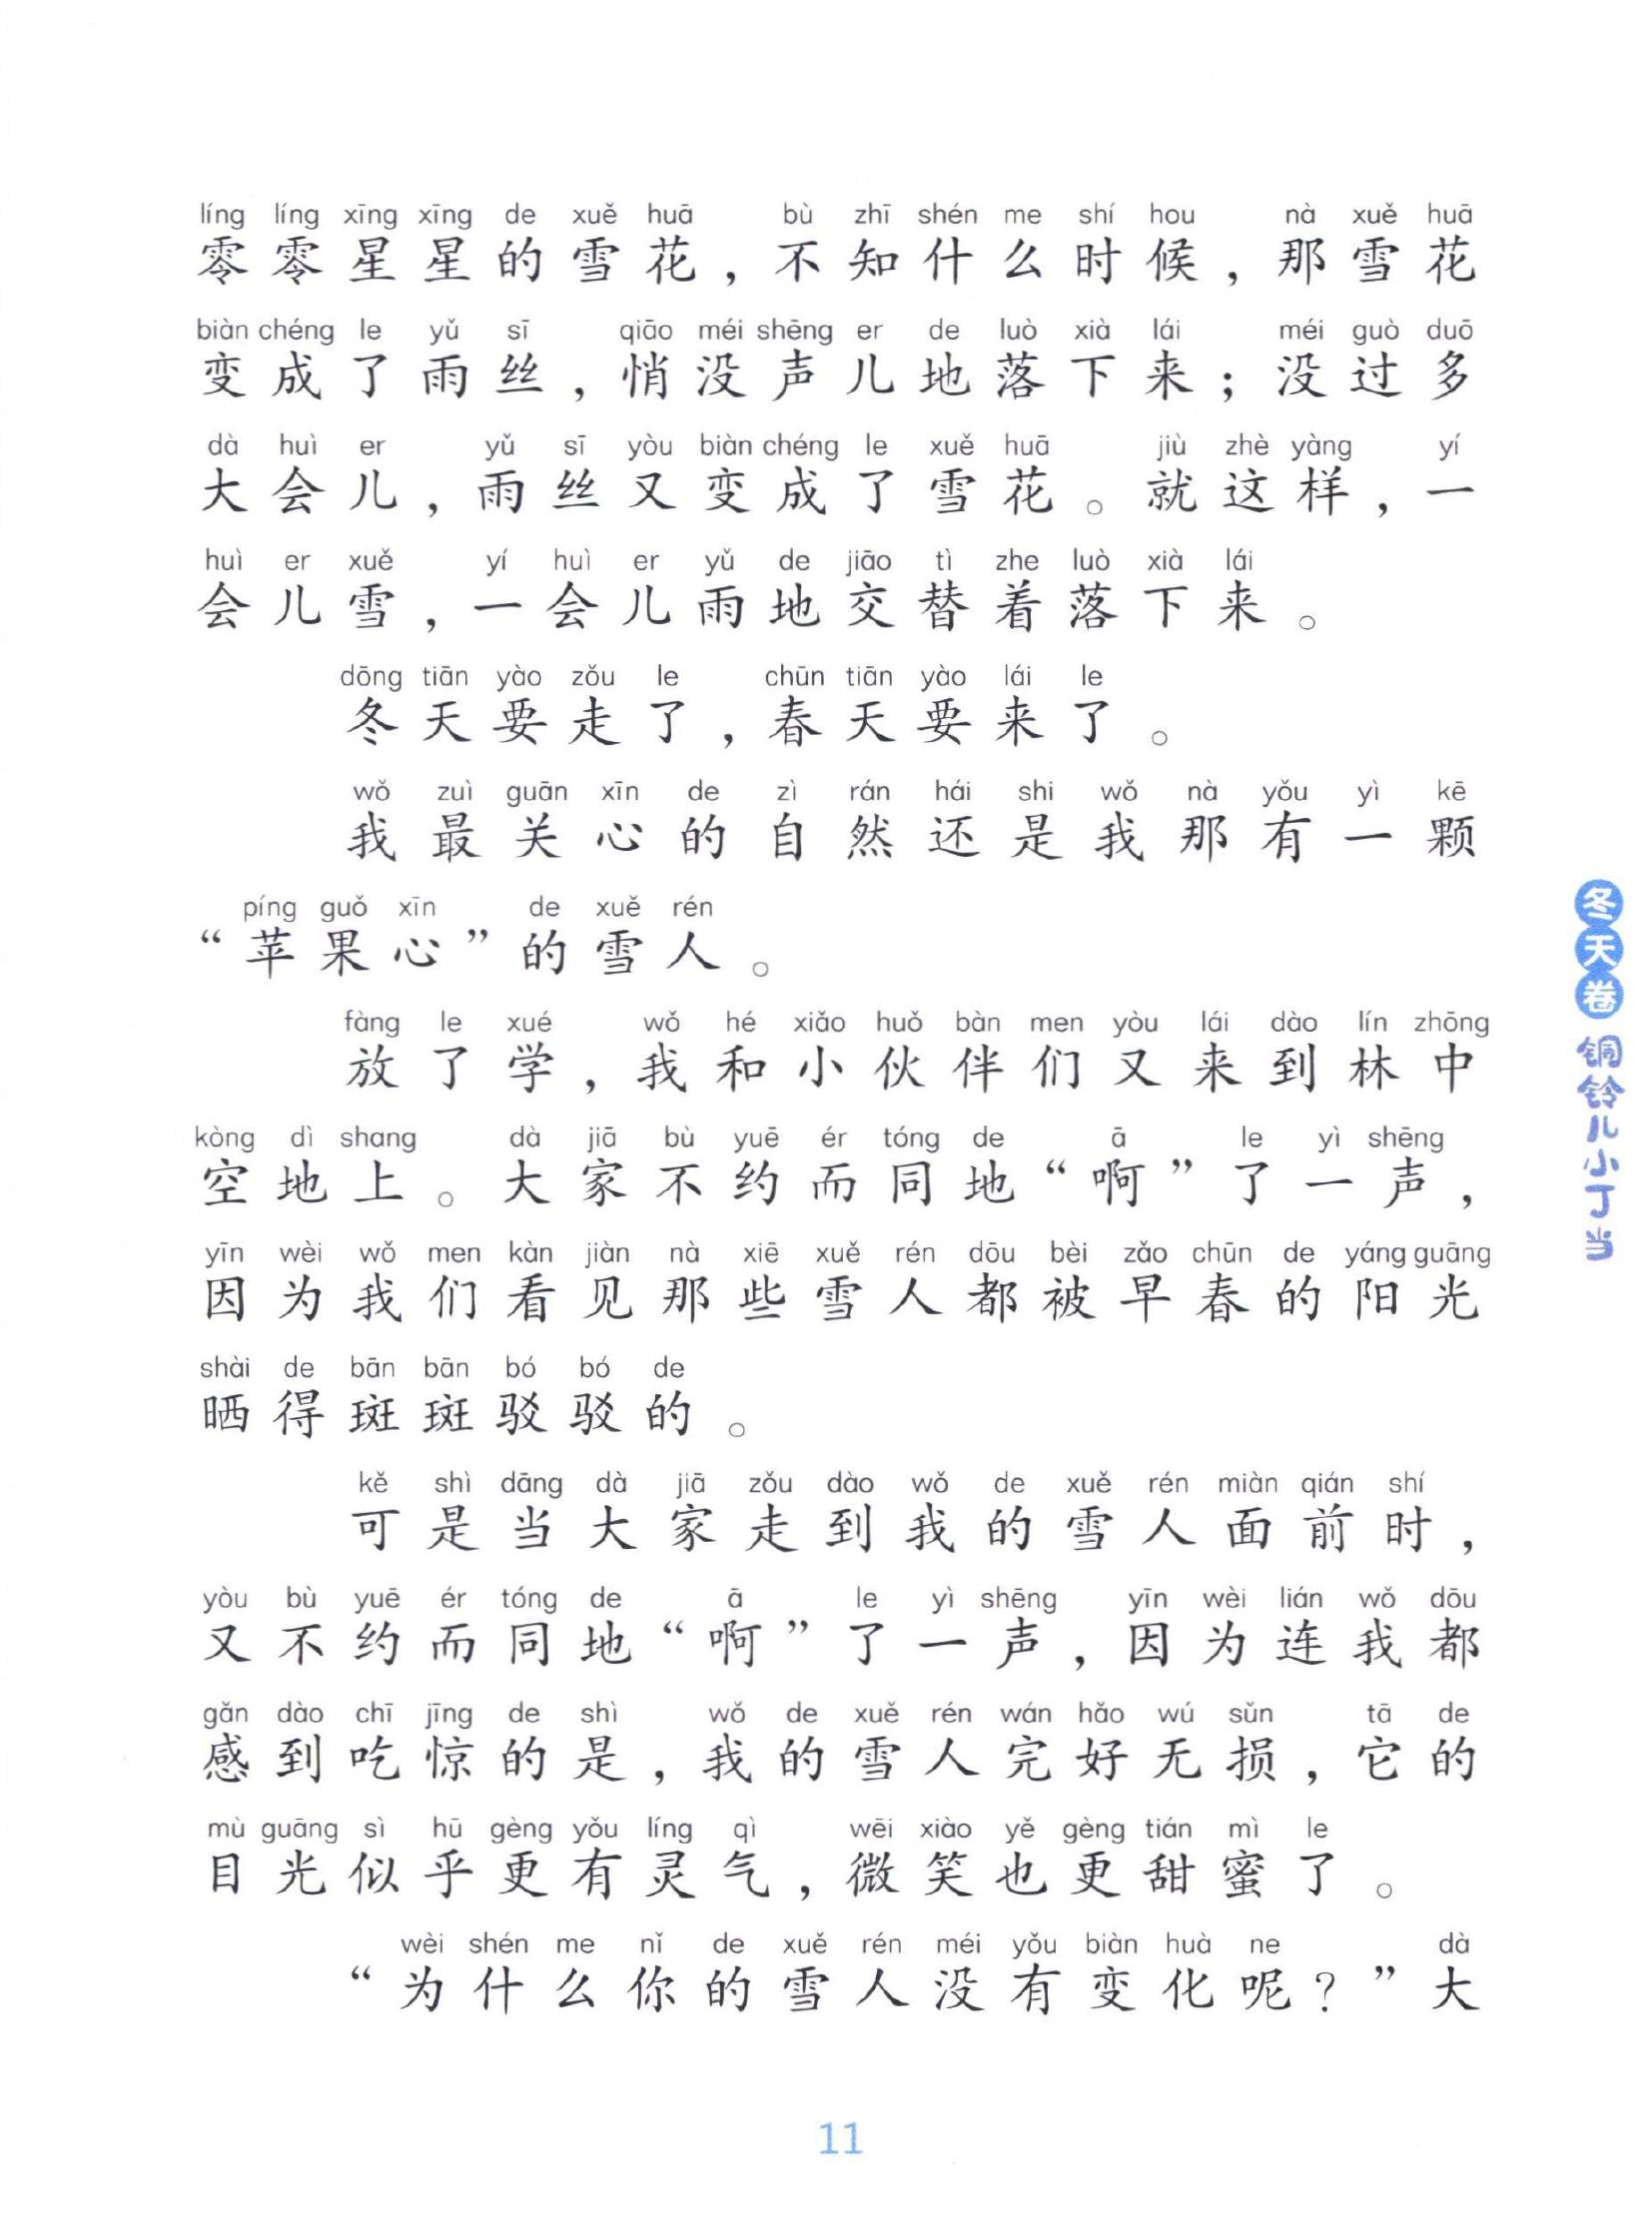 líng líng xīng xīng de xuě huā bù zhī shén me shí hou nà xuě huā
零零星星的雪花，不知什么时候，那雪花
biàn chéng le yǔ sī qiāo méi shēng er de luò xià lái méi guò duō
变成了雨丝，悄没声儿地落下来；没过多
dà huì er yǔ sī yòu biàn chéng le xuě huā jiù zhè yàng yí
大会儿，雨丝又变成了雪花。就这样，一
huì er xuě yí huì er yǔ de jiāo tì zhe luò xià lái
会儿雪，一会儿雨地交替着落下来。
dōng tiān yào zǒu le chūn tiān yào lái le
冬天要走了，春天要来了。
wǒ zuì guān xīn de zì rán hái shi wǒ nà yǒu yì kē
我最关心的自然还是我那有一颗
píng guǒ xīn de xuě rén
“苹果心”的雪人。
fàng le xué wǒ hé xiǎo huǒ bàn men yòu lái dào lín zhōng
放了学，我和小伙伴们又来到林中
kòng dì shang dà jiā bù yuē ér tóng de ā le yì shēng
空地上。大家不约而同地“啊”了一声，
yīn wèi wǒ men kàn jiàn nà xiē xuě rén dōu bèi zǎo chūn de yáng guāng
因为我们看见那些雪人都被早春的阳光
shài de bān bān bó bó de
晒得斑斑驳驳的。
kě shì dāng dà jiā zǒu dào wǒ de xuě rén miàn qián shí
可是当大家走到我的雪人面前时，
yòu bù yuē ér tóng de ā le yì shēng yīn wèi lián wǒ dōu
又不约而同地“啊”了一声，因为连我都
gǎn dào chī jīng de shì wǒ de xuě rén wán hǎo wú sǔn tā de
感到吃惊的是，我的雪人完好无损，它的
mù guāng sì hū gèng yǒu líng qì wēi xiào yě gèng tián mì le
目光似乎更有灵气，微笑也更甜蜜了。
wèi shén me nǐ de xuě rén méi yǒu biàn huà ne dà
“为什么你的雪人没有变化呢？”大
冬天卷 铜铃儿小丁当
11